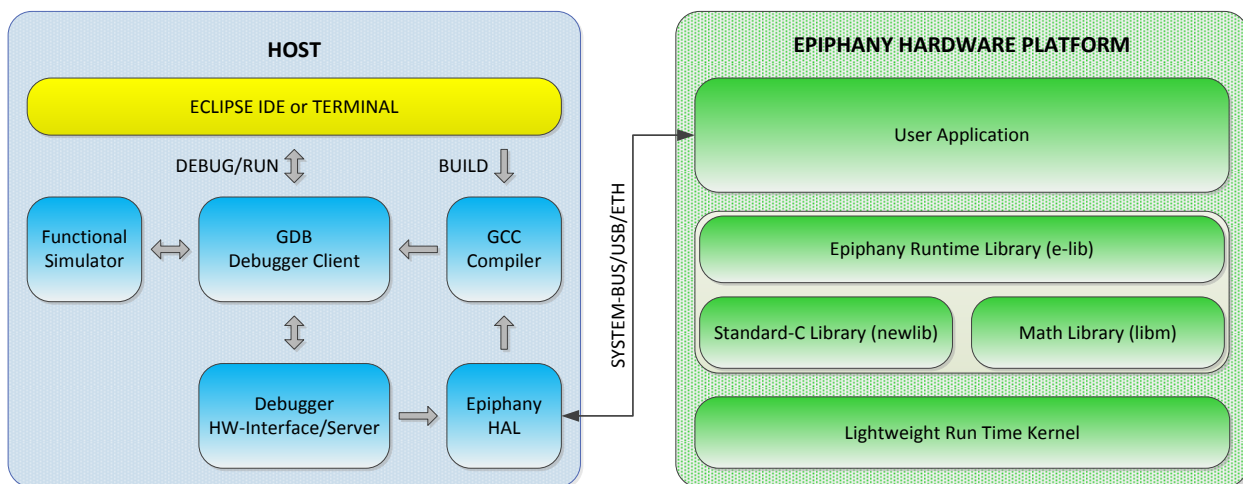 HOST
ECLIPSE IDE or TERMINAL
DEBUG/RUN
BUILD
Functional
Simulator
GDB
Debugger Client
GCC
Compiler
Debugger
HW-Interface/Server
Epiphany
HAL
SYSTEM-BUS/USB/ETH
EPIPHANY HARDWARE PLATFORM
User Application
Epiphany Runtime Library (e-lib)
Standard-C Library (newlib)
Math Library (libm)
Lightweight Run Time Kernel